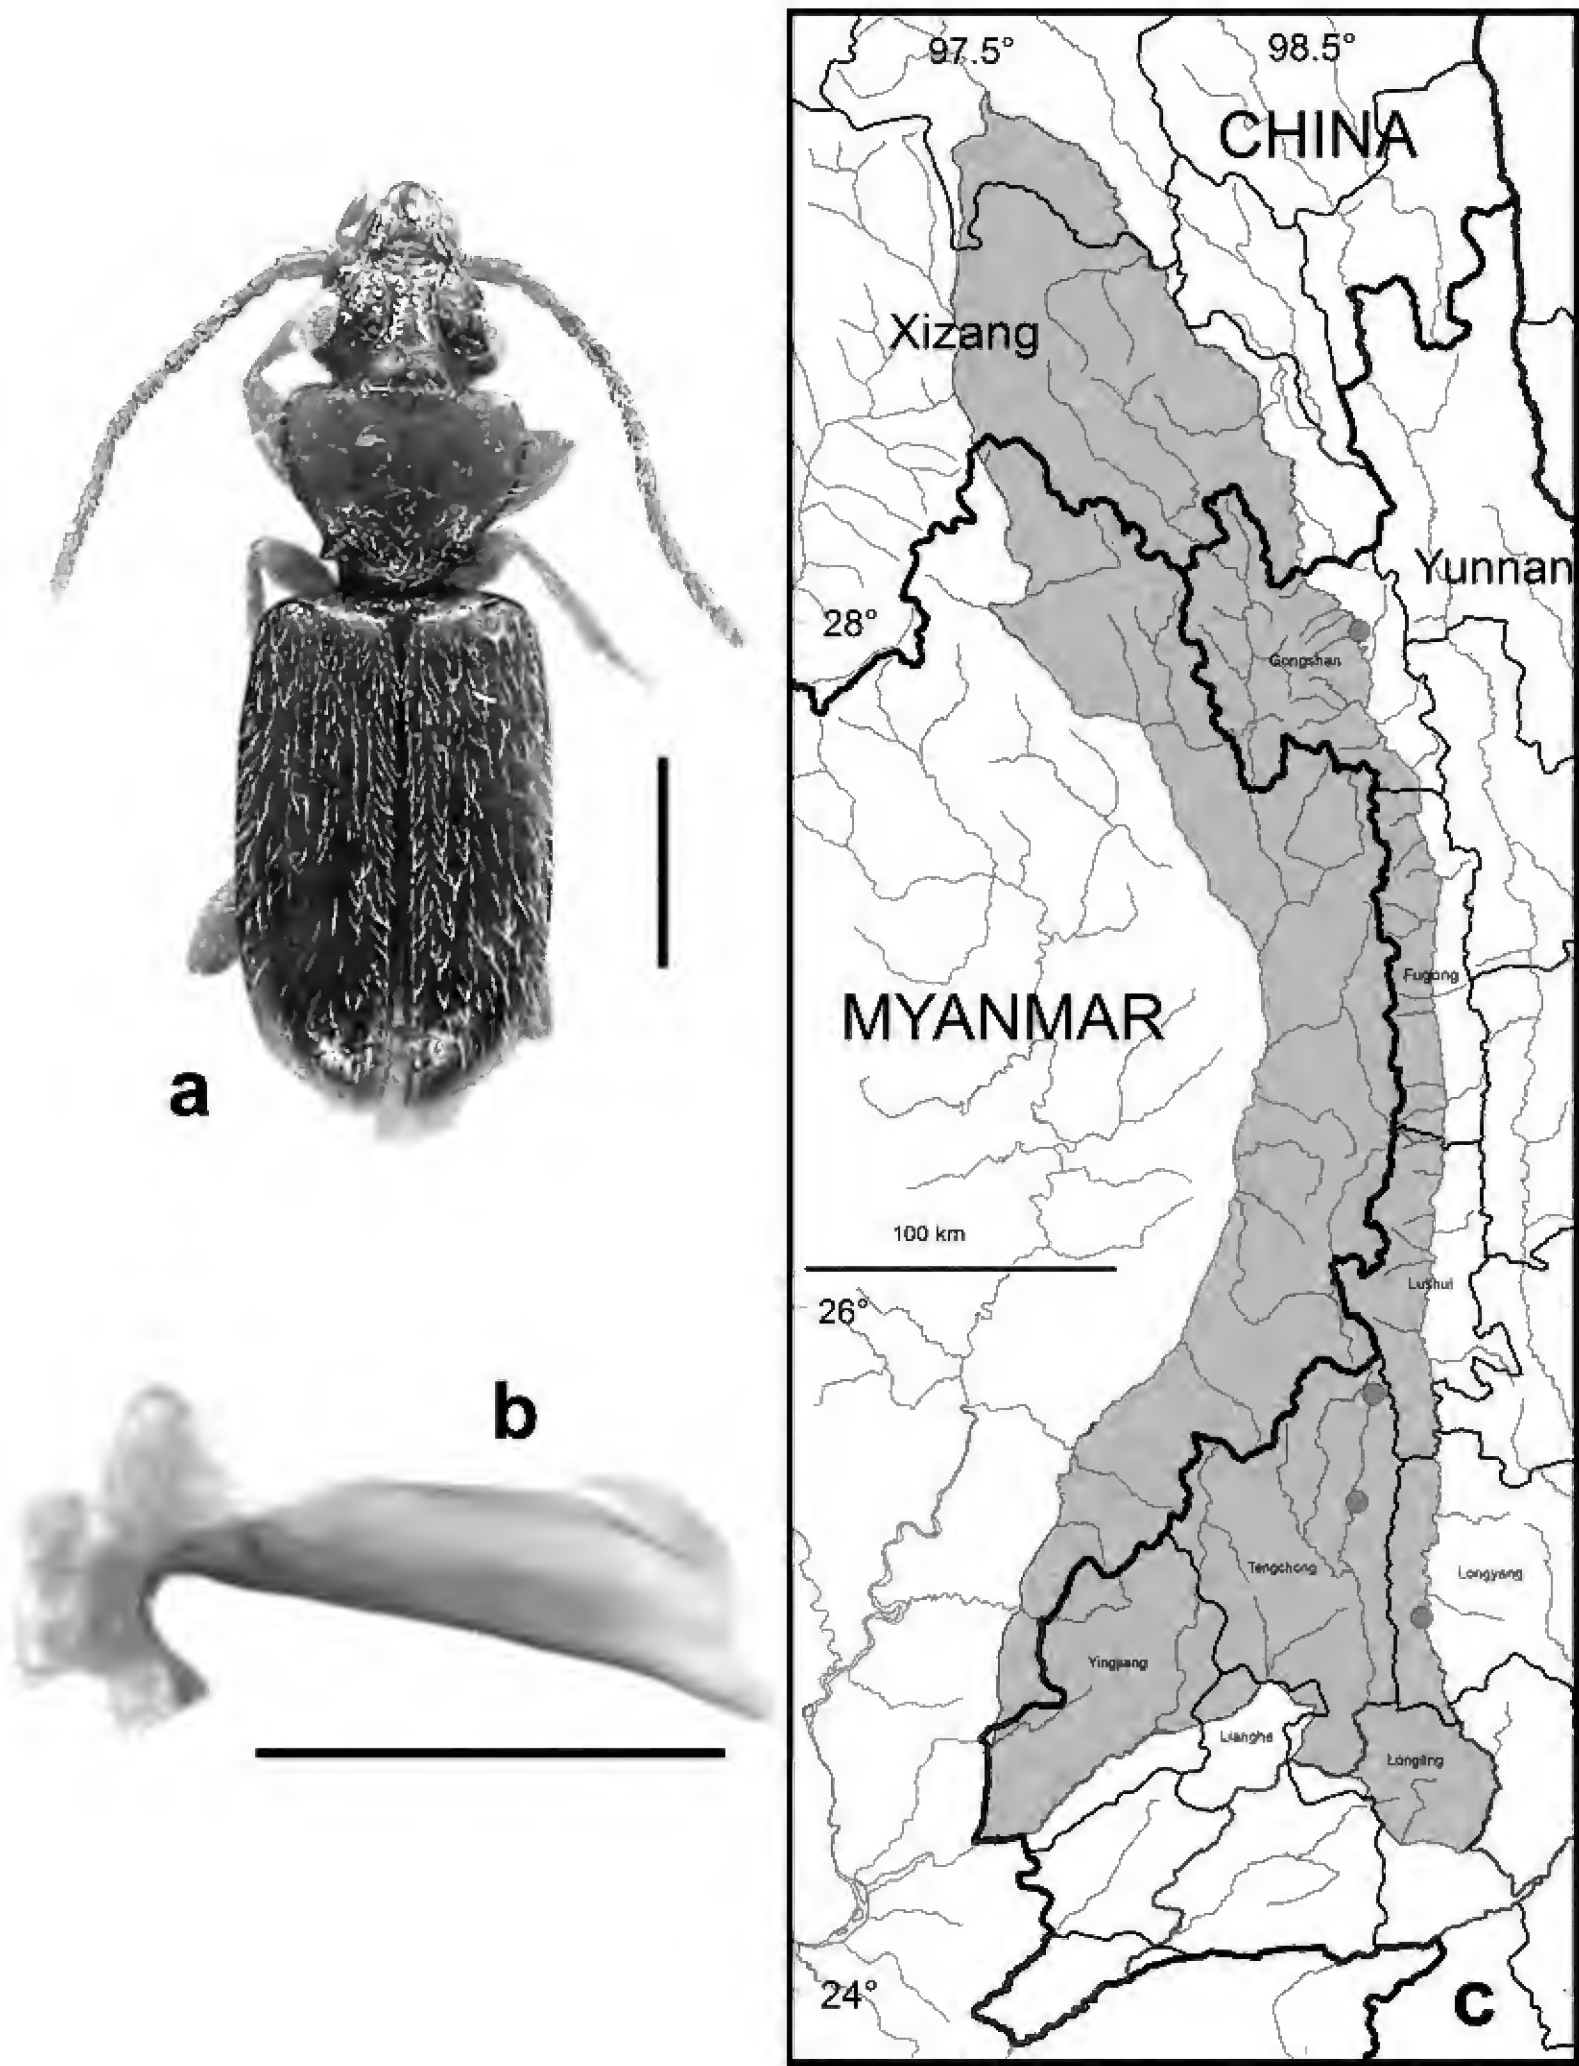 a
b
97.5°
98.5°
CHINA
Xizang
Yunnan
28°
Gongshan
Fugong
MYANMAR
100 km
Lushui
26°
Tengchong
Longyang
Yingjiang
Lianghe
Longling
24°
c